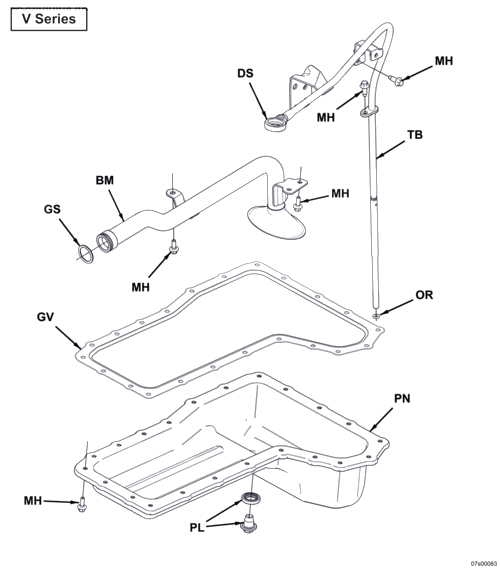 V Series
DS
MH
MH
TB
BM
GS
MH
MH
OR
GV
PN
MH
PL
07s00083